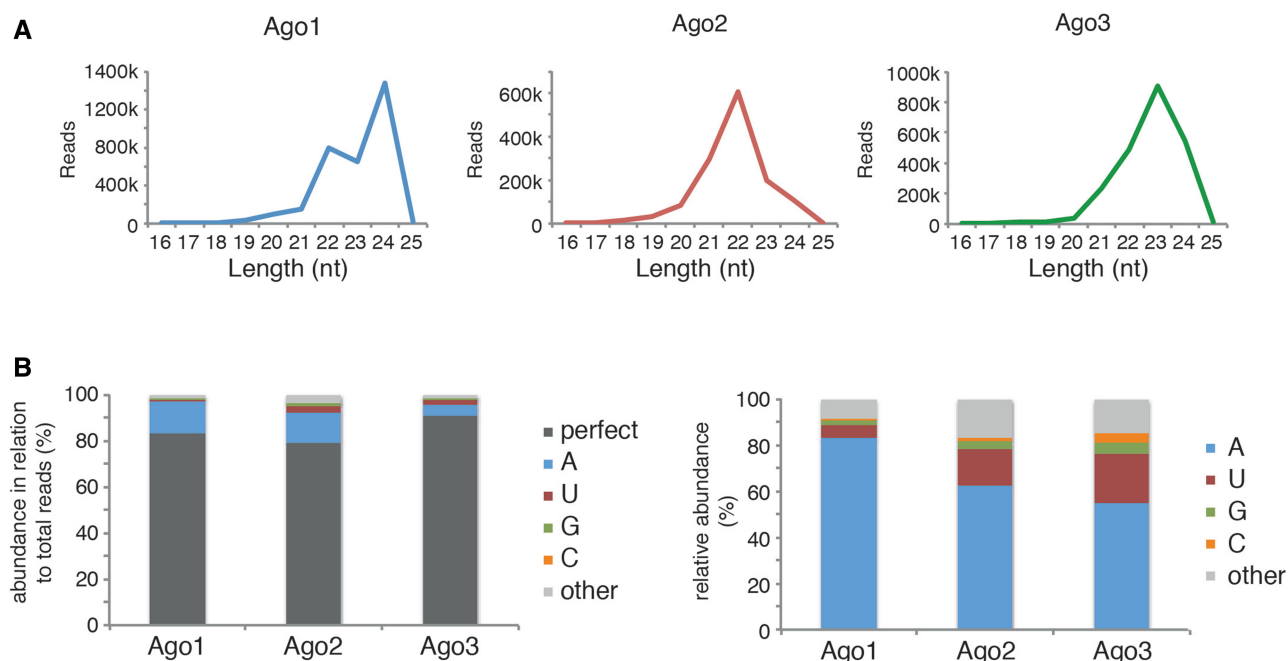 A
Ago1
Ago2
Ago3
1400k
1200k
800k
400k
0
Reads
16 17 18 19 20 21 22 23 24 25
Length (nt)
600k
400k
200k
0
Reads
16 17 18 19 20 21 22 23 24 25
Length (nt)
1000k
800k
600k
400k
200k
0
Reads
16 17 18 19 20 21 22 23 24 25
Length (nt)
B
abundance in relation
to total reads (%)
100
80
60
40
20
0
Ago1 Ago2 Ago3
perfect
A
U
G
C
other
relative abundance
(%)
100
80
60
40
20
0
Ago1 Ago2 Ago3
A
U
G
C
other